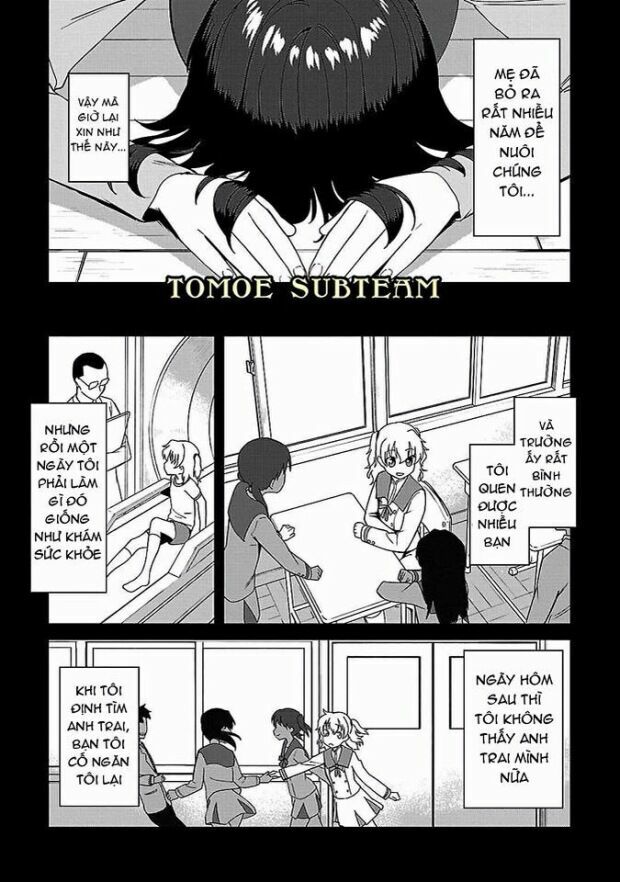 MẸ ĐÃ
BỎ RA
RẤT NHIỀU
NĂM ĐỂ
NUÔI
CHÚNG
TÔI...
VẬY MÀ
GIỜ LẠI
XIN NHƯ
THẾ NÀY...
TOMOE SUBTEAM
VÀ
TRƯỜNG
ẤY RẤT
BÌNH
THƯỜNG
TÔI
QUEN
ĐƯỢC
NHIỀU
BẠN
NHƯNG
RỒI MỘT
NGÀY TÔI
PHẢI LÀM
GÌ ĐÓ
GIỐNG
NHƯ KHÁM
SỨC KHỎE
NGÀY HÔM
SAU THÌ
TÔI KHÔNG
THẤY ANH
TRAI MÌNH
NỮA
KHI TÔI
ĐỊNH TÌM
ANH TRAI,
BẠN TÔI
CỐ NGĂN
TÔI LẠI